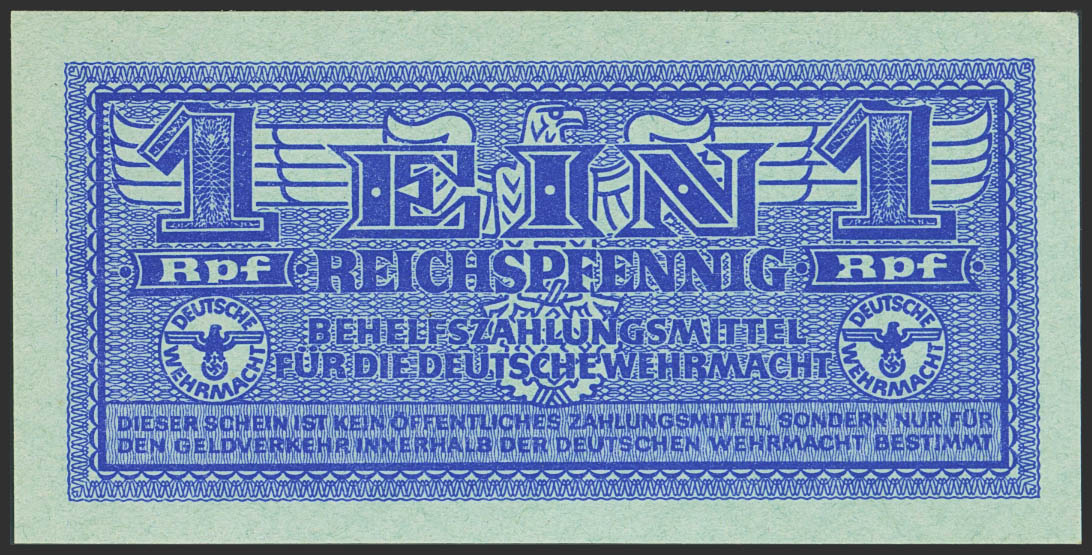 1 EIN 1
Rpf REICHSPFENNIG Rpf
DEUTSCHE WEHRMACHT
BEHELFSZAHLUNGSMITTEL
FÜR DIE DEUTSCHE WEHRMACHT
DEUTSCHE WEHRMACHT
DIESER SCHEIN IST KEIN ÖFFENTLICHES ZAHLUNGSMITTEL, SONDERN NUR FÜR
DEN GELDVERKEHR INNERHALB DER DEUTSCHEN WEHRMACHT BESTIMMT